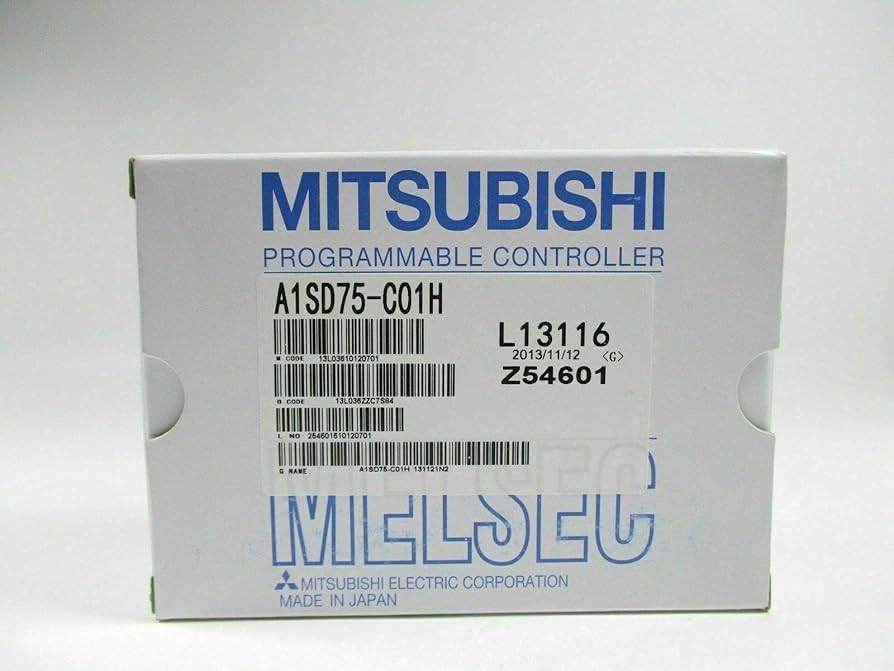 MITSUBISHI
PROGRAMMABLE CONTROLLER
A1SD75-C01H
L13116
M CODE 13L03610120701
2013/11/12 <G>
Z54601
B CODE 13L036ZZC7S84
L NO 254601610120701
G NAME: A1SD75-C01H 131121N2
MELSEC
MITSUBISHI ELECTRIC CORPORATION
MADE IN JAPAN